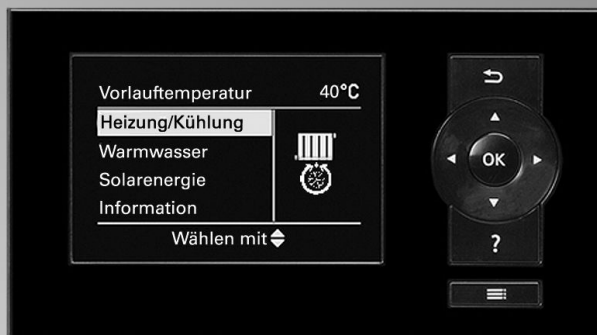 Vorlauftemperatur 40°C
Heizung/Kühlung
Warmwasser
Solarenergie
Information
Wählen mit
OK
?